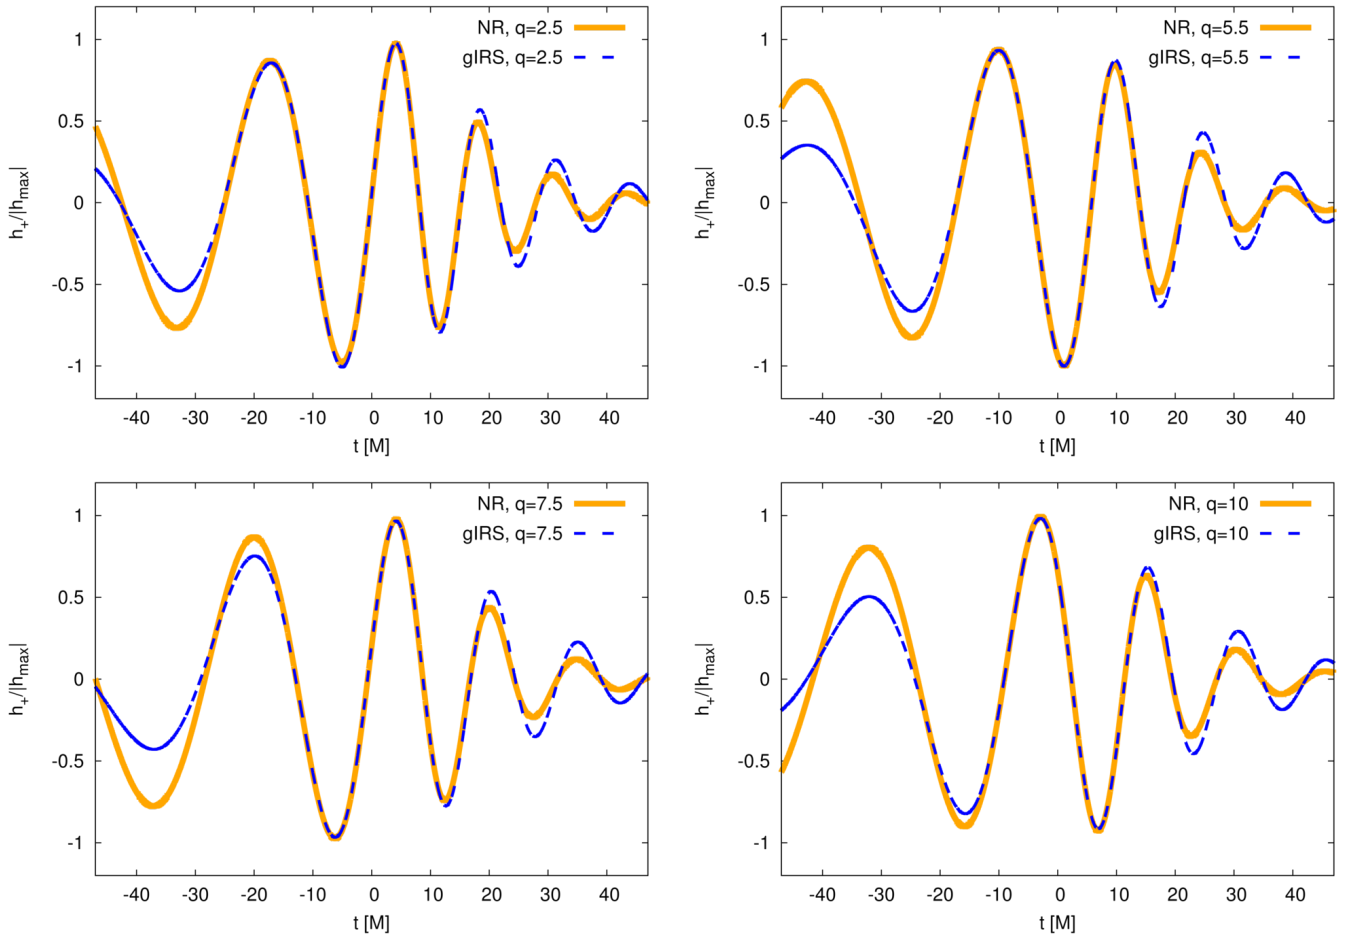 NR, q=2.5
gIRS, q=2.5
1
0.5
0
-0.5
-1
h+/|hmax|
-40 -30 -20 -10 0 10 20 30 40
t [M]
NR, q=5.5
gIRS, q=5.5
1
0.5
0
-0.5
-1
h+/|hmax|
-40 -30 -20 -10 0 10 20 30 40
t [M]
NR, q=7.5
gIRS, q=7.5
1
0.5
0
-0.5
-1
h+/|hmax|
-40 -30 -20 -10 0 10 20 30 40
t [M]
NR, q=10
gIRS, q=10
1
0.5
0
-0.5
-1
h+/|hmax|
-40 -30 -20 -10 0 10 20 30 40
t [M]